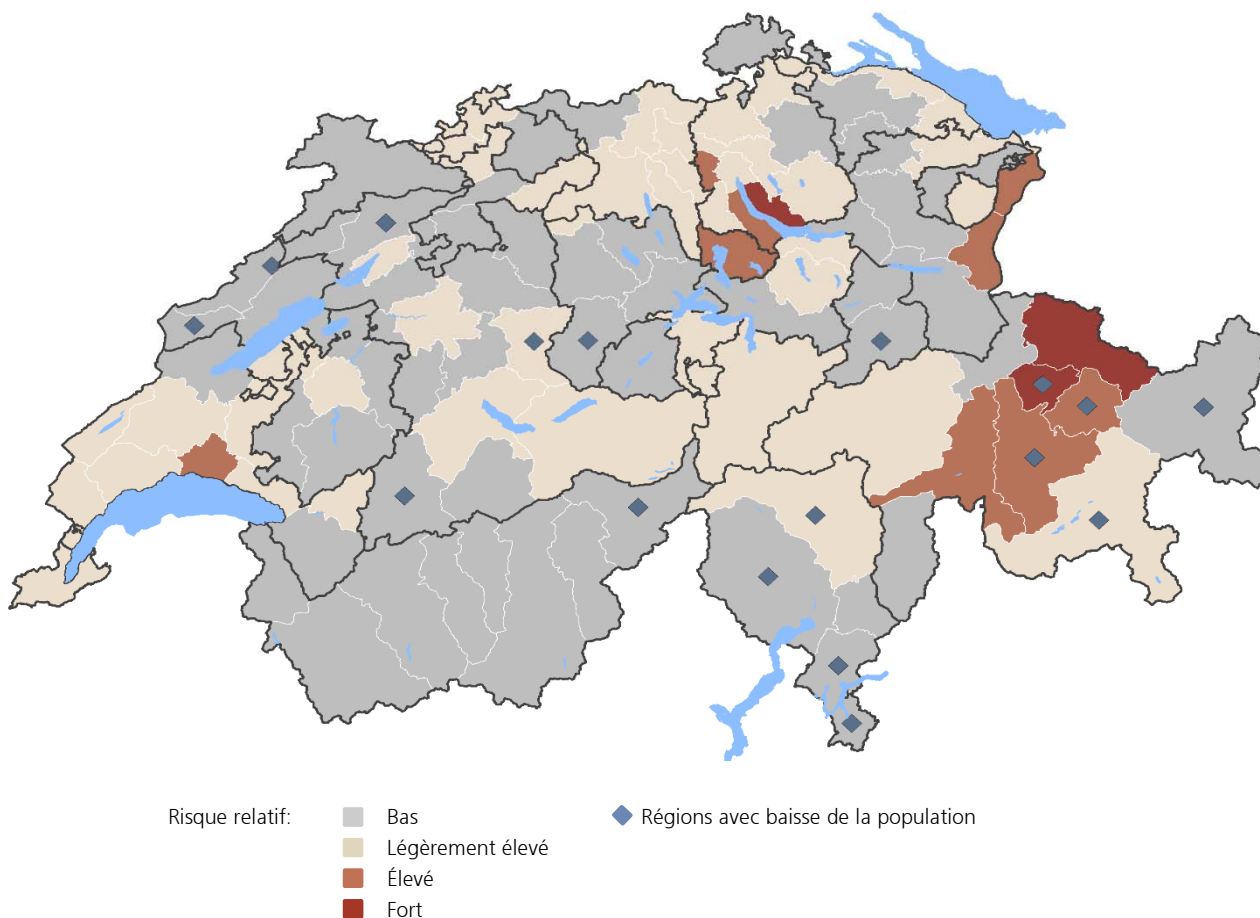 Risque relatif:
Bas
Légèrement élevé
Élevé
Fort
Régions avec baisse de la population